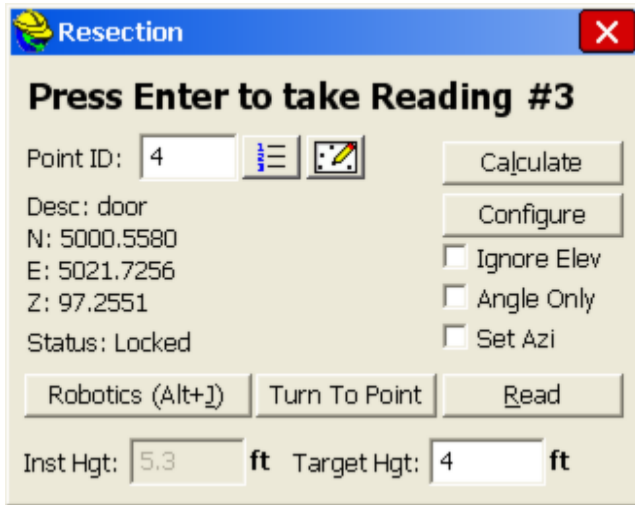 Resection
Press Enter to take Reading #3
Point ID: 4
Calculate
Desc: door
Configure
N: 5000.5580
Ignore Elev
E: 5021.7256
Angle Only
Z: 97.2551
Set Azi
Status: Locked
Robotics (Alt+J) Turn To Point Read
Inst Hgt: 5.3 ft Target Hgt: 4 ft